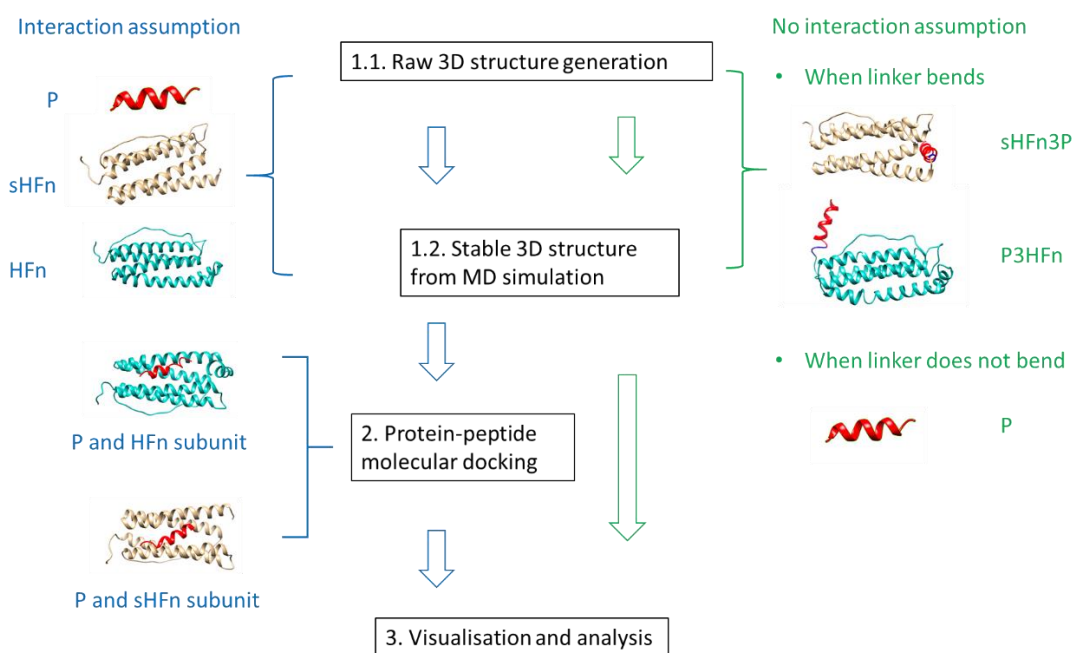 Interaction assumption
P
sHFn
HFn
P and HFn subunit
P and sHFn subunit
1.1. Raw 3D structure generation
1.2. Stable 3D structure
from MD simulation
2. Protein-peptide
molecular docking
3. Visualisation and analysis
No interaction assumption
• When linker bends
sHFn3P
P3HFn
• When linker does not bend
P